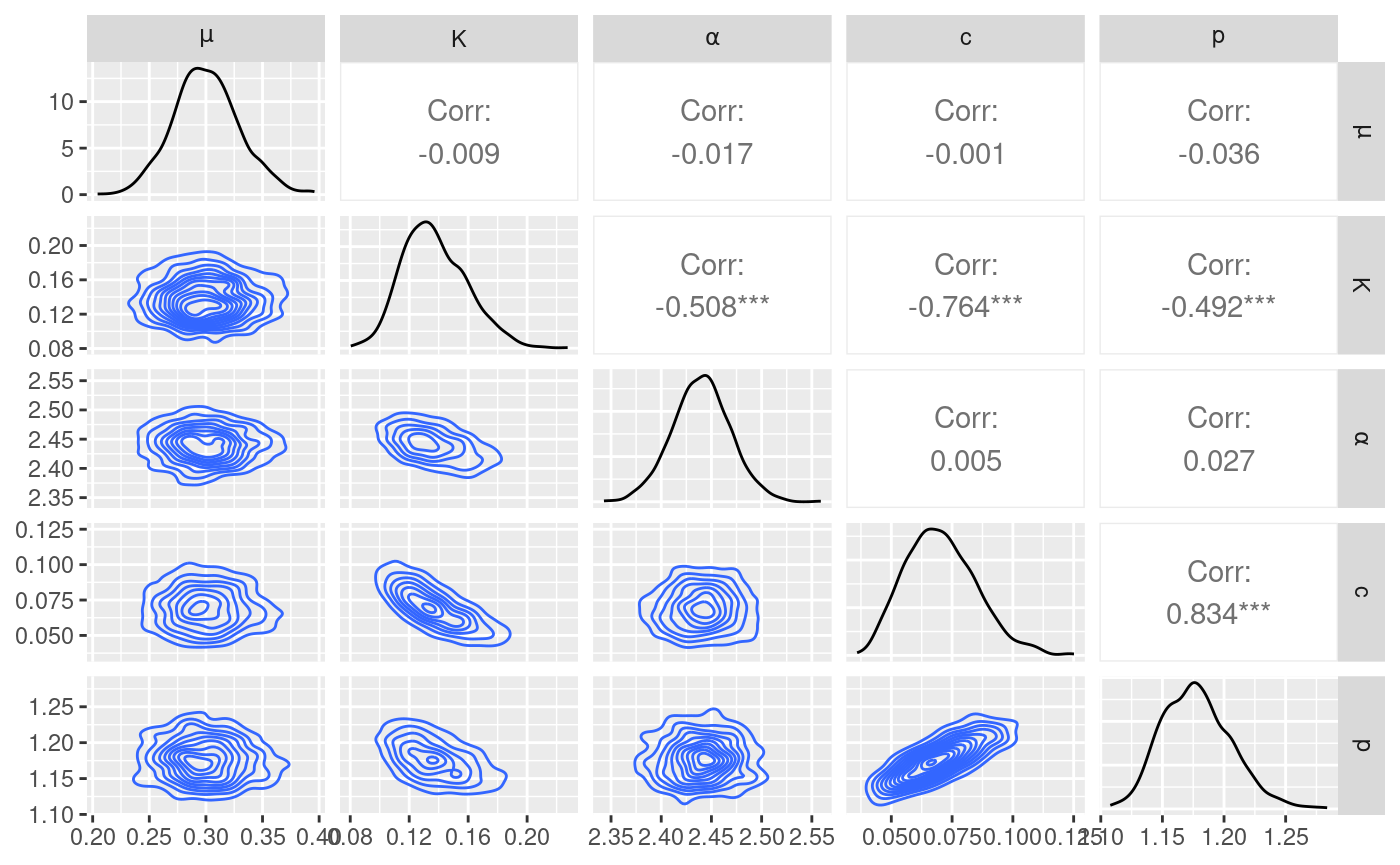 μ K α c p
10
5
0
Corr:
-0.009
Corr:
-0.017
Corr:
-0.001
Corr:
-0.036
μ
0.20
0.16
0.12
0.08
Corr:
-0.508***
Corr:
-0.764***
Corr:
-0.492***
K
2.55
2.50
2.45
2.40
2.35
Corr:
0.005
Corr:
0.027
α
0.125
0.100
0.075
0.050
Corr:
0.834***
c
1.25
1.20
1.15
1.10
p
0.20 0.25 0.30 0.35 0.40 0.08 0.12 0.16 0.20 2.35 2.40 2.45 2.50 2.55 0.050 0.075 0.100 0.125 1.10 1.15 1.20 1.25